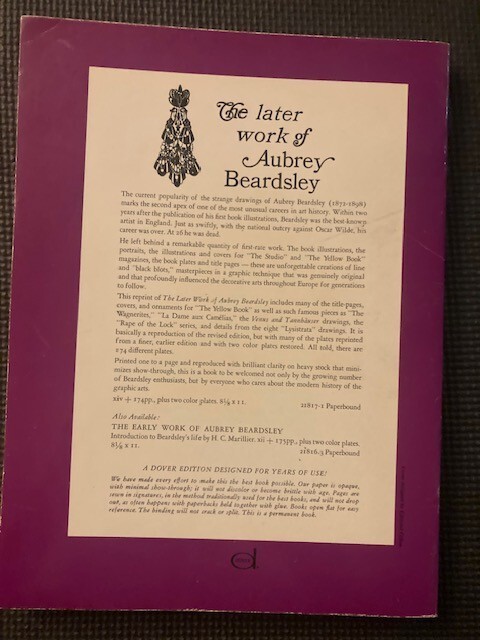 The later
work of
Aubrey
Beardsley
The current popularity of the strange drawings of Aubrey Beardsley (1872-1898)
marks the second apex of one of the most unusual careers in art history. Within two
years after the publication of his first book illustrations, Beardsley was the best-known
artist in England. Just as swiftly, with the national outcry against Oscar Wilde, his
career was over. At 26 he was dead.
He left behind a remarkable quantity of first-rate work. The book illustrations, the
portraits, the illustrations and covers for "The Studio" and "The Yellow Book"
magazines, the book plates and title pages — these are unforgettable creations of line
and "black blots," masterpieces in a graphic technique that was genuinely original
and that profoundly influenced the decorative arts throughout Europe for generations
to follow.
This reprint of The Later Work of Aubrey Beardsley includes many of the title-pages,
covers, and ornaments for "The Yellow Book" as well as such famous pieces as "The
Wagnerites," "La Dame aux Camélias," the Venus and Tannhäuser drawings, the
"Rape of the Lock" series, and details from the eight "Lysistrata" drawings. It is
basically a reproduction of the revised edition, but with many of the plates reprinted
from a finer, earlier edition and with two color plates restored. All told, there are
174 different plates.
Printed one to a page and reproduced with brilliant clarity on heavy stock that mini-
mizes show-through, this is a book to be welcomed not only by the growing number
of Beardsley enthusiasts, but by everyone who cares about the modern history of the
graphic arts.
xiv + 174pp., plus two color plates. 8⅛ x 11. 21817-1 Paperbound
Also Available:
THE EARLY WORK OF AUBREY BEARDSLEY
Introduction to Beardsley's life by H. C. Marillier. xii + 175pp., plus two color plates.
8⅛ x 11. 21816-3 Paperbound
A DOVER EDITION DESIGNED FOR YEARS OF USE!
We have made every effort to make this the best book possible. Our paper is opaque,
with minimal show-through; it will not discolor or become brittle with age. Pages are
sewn in signatures, in the method traditionally used for the best books, and will not drop
out, as often happens with paperbacks held together with glue. Books open flat for easy
reference. The binding will not crack or split. This is a permanent book.